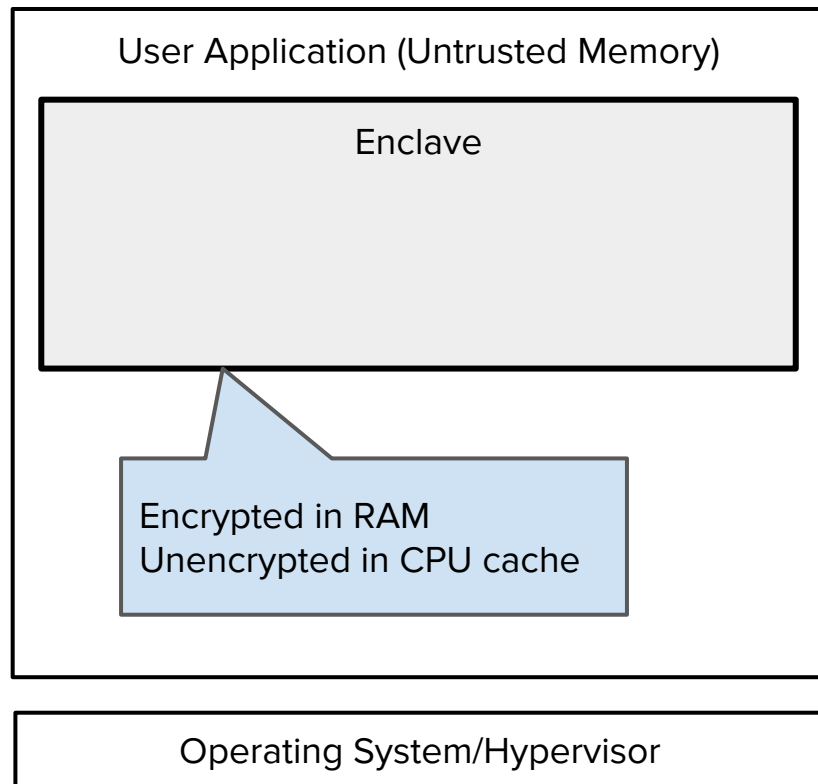 User Application (Untrusted Memory)
Enclave
Encrypted in RAM
Unencrypted in CPU cache
Operating System/Hypervisor